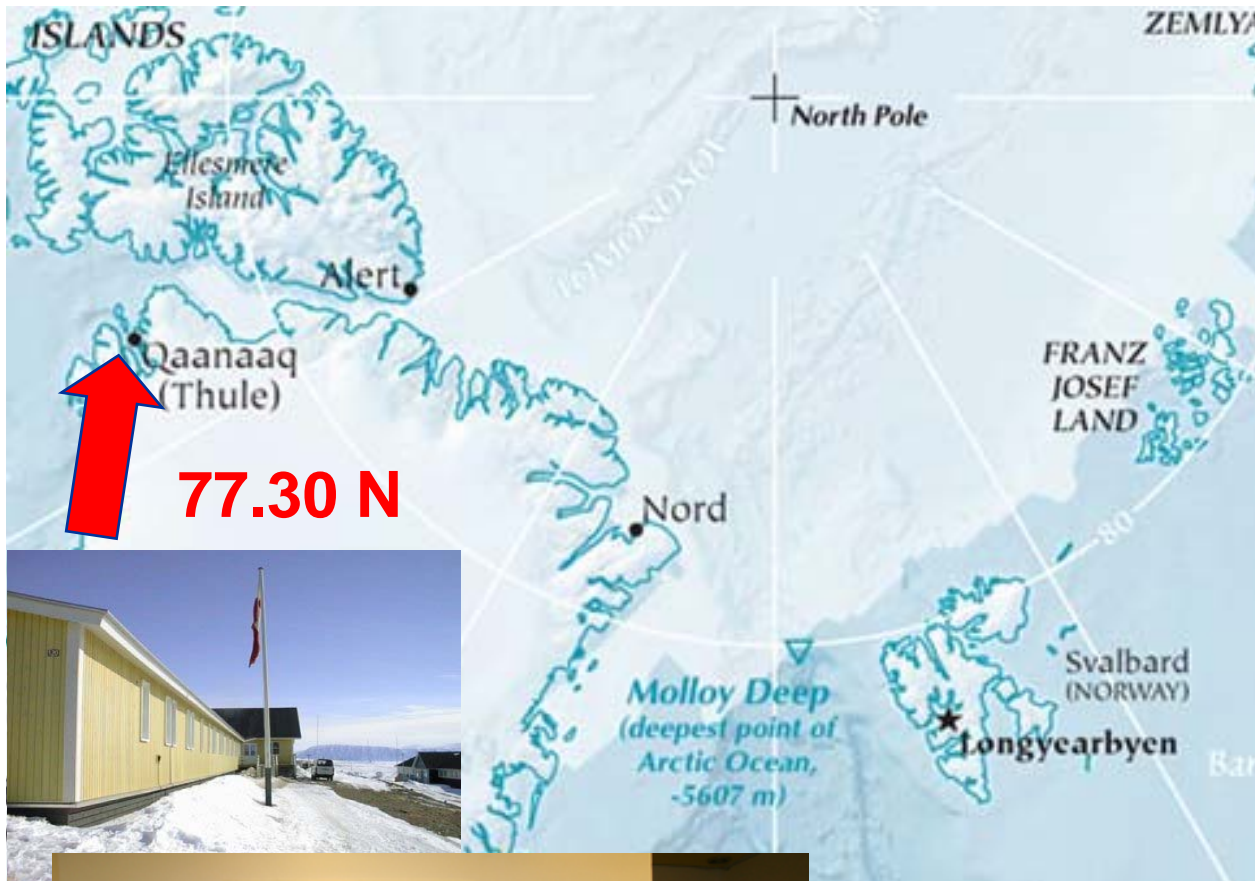 ISLANDS
ZEMLYA
North Pole
Ellesmere
Island
LOMONOSOV
Alert
Qaanaaq
(Thule)
FRANZ
JOSEF
LAND
77.30 N
Nord
80
Svalbard
(NORWAY)
Molloy Deep
(deepest point of
Arctic Ocean,
-5607 m)
Longyearbyen
Bar